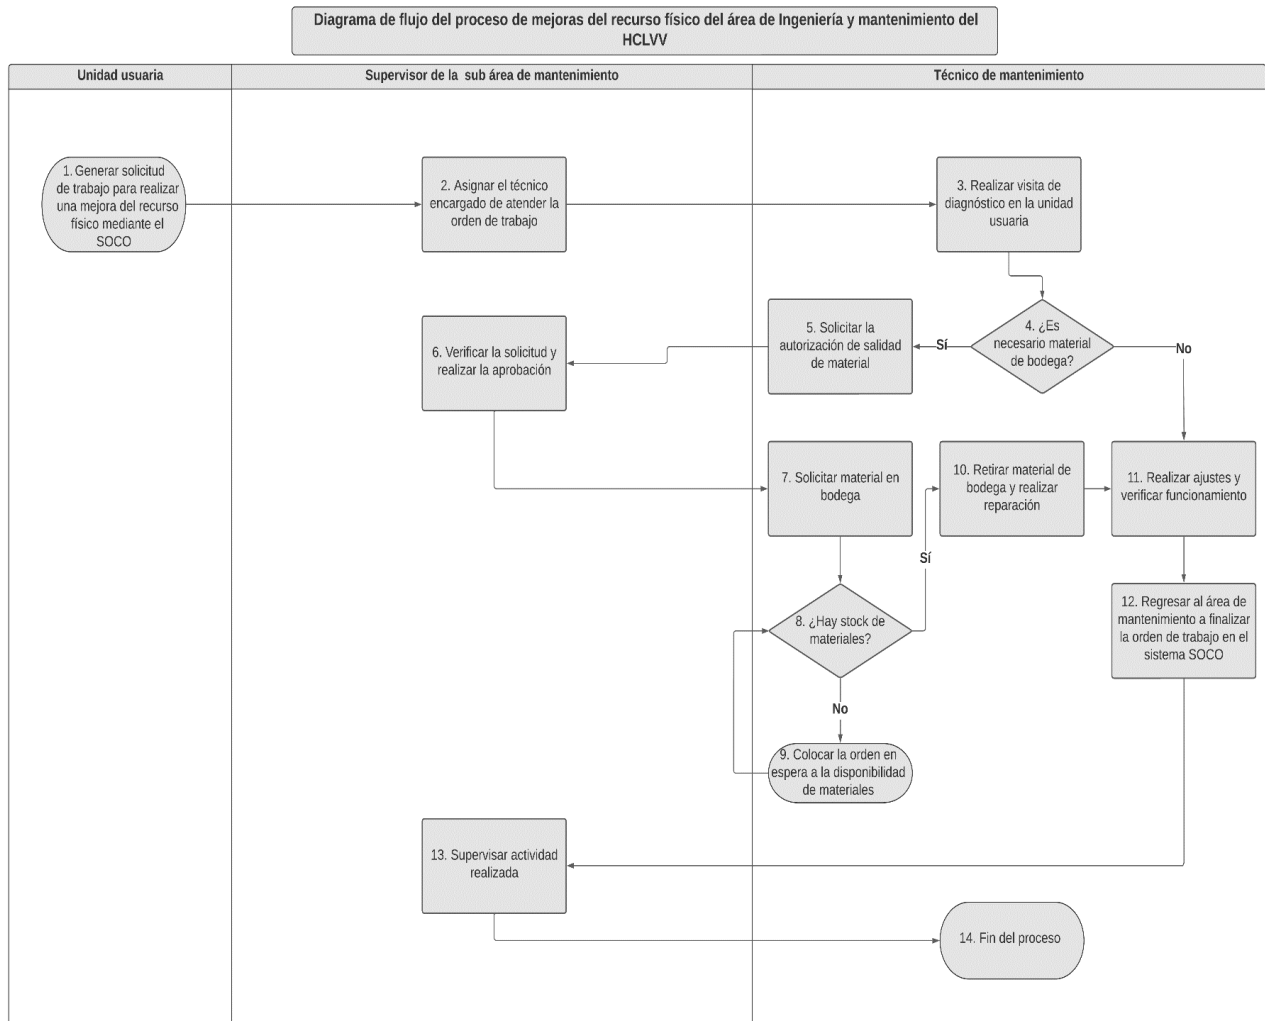 Diagrama de flujo del proceso de mejoras del recurso físico del área de Ingeniería y mantenimiento del
HCLVV
Unidad usuaria
Supervisor de la sub área de mantenimiento
Técnico de mantenimiento
1. Generar solicitud
de trabajo para realizar
una mejora del recurso
físico mediante el
SOCO
2. Asignar el técnico
encargado de atender la
orden de trabajo
3. Realizar visita de
diagnóstico en la unidad
usuaria
4. ¿Es
necesario material
de bodega?
Sí
No
5. Solicitar la
autorización de salidad
de material
6. Verificar la solicitud y
realizar la aprobación
7. Solicitar material en
bodega
8. ¿Hay stock de
materiales?
Sí
No
9. Colocar la orden en
espera a la disponibilidad
de materiales
10. Retirar material de
bodega y realizar
reparación
11. Realizar ajustes y
verificar funcionamiento
12. Regresar al área de
mantenimiento a finalizar
la orden de trabajo en el
sistema SOCO
13. Supervisar actividad
realizada
14. Fin del proceso